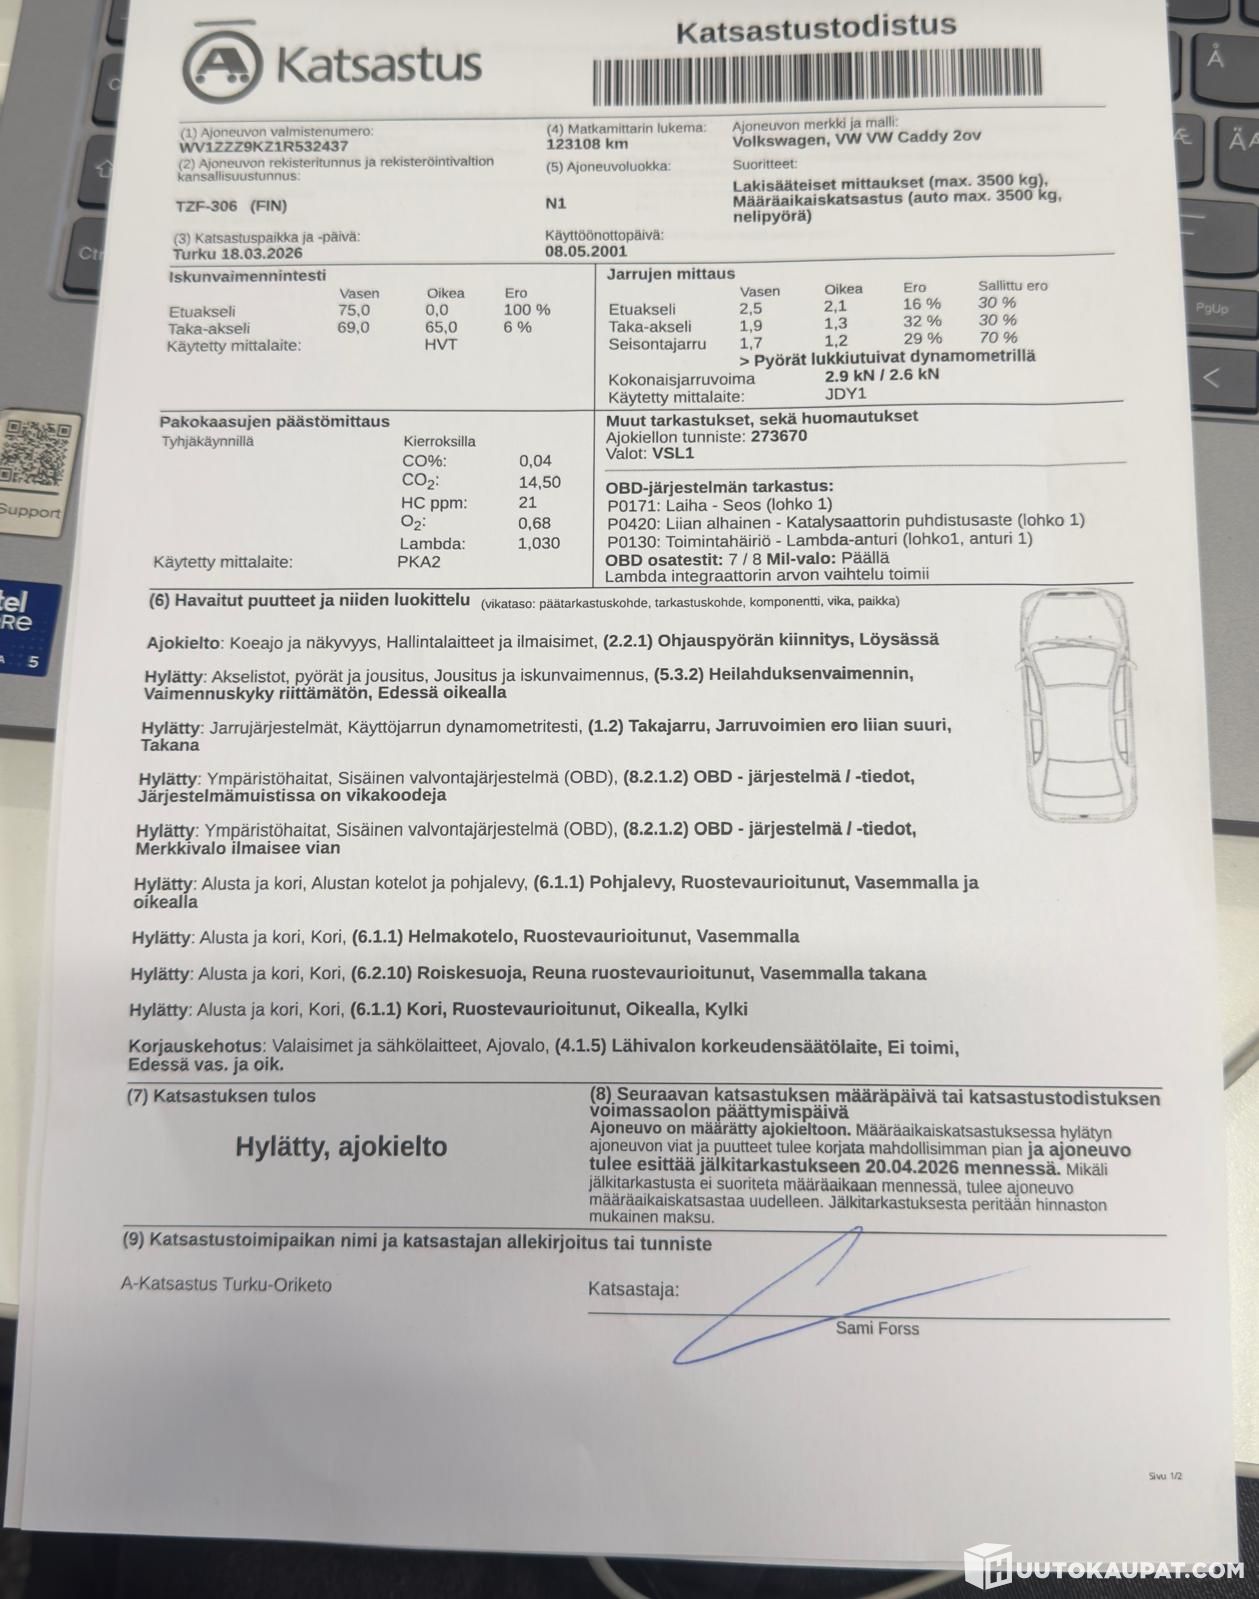 Katsastus
Katsastustodistus
(1) Ajoneuvon valmistenumero:
WV1ZZZ9KZ1R532437
(4) Matkamittarin lukema:
123108 km
Ajoneuvon merkki ja malli:
Volkswagen, VW VW Caddy 2ov
(2) Ajoneuvon rekisteritunnus ja rekisteröintivaltion
kansallisuustunnus:
TZF-306 (FIN)
(5) Ajoneuvoluokka:
N1
Suoritteet:
Lakisääteiset mittaukset (max. 3500 kg),
Määräaikaiskatsastus (auto max. 3500 kg,
nelipyörä)
(3) Katsastuspaikka ja -päivä:
Turku 18.03.2026
Käyttöönottopäivä:
08.05.2001
Iskunvaimennintesti
Vasen Oikea Ero
Etuakseli 75,0 0,0 100 %
Taka-akseli 69,0 65,0 6 %
Käytetty mittalaite: HVT
Jarrujen mittaus
Vasen Oikea Ero Sallittu ero
Etuakseli 2,5 2,1 16 % 30 %
Taka-akseli 1,9 1,3 32 % 30 %
Seisontajarru 1,7 1,2 29 % 70 %
> Pyörät lukkiutuivat dynamometrillä
Kokonaisjarruvoima 2.9 kN / 2.6 kN
Käytetty mittalaite: JDY1
Pakokaasujen päästömittaus
Tyhjäkäynnillä Kierroksilla
CO%: 0,04
CO2: 14,50
HC ppm: 21
O2: 0,68
Lambda: 1,030
Käytetty mittalaite: PKA2
Muut tarkastukset, sekä huomautukset
Ajokiellon tunniste: 273670
Valot: VSL1
OBD-järjestelmän tarkastus:
P0171: Laiha - Seos (lohko 1)
P0420: Liian alhainen - Katalysaattorin puhdistusaste (lohko 1)
P0130: Toimintahäiriö - Lambda-anturi (lohko1, anturi 1)
OBD osatestit: 7 / 8 Mil-valo: Päällä
Lambda integraattorin arvon vaihtelu toimii
(6) Havaitut puutteet ja niiden luokittelu (vikataso: päätarkastuskohde, tarkastuskohde, komponentti, vika, paikka)
Ajokielto: Koeajo ja näkyvyys, Hallintalaitteet ja ilmaisimet, (2.2.1) Ohjauspyörän kiinnitys, Löysässä
Hylätty: Akselistot, pyörät ja jousitus, Jousitus ja iskunvaimennus, (5.3.2) Heilahduksenvaimennin,
Vaimennuskyky riittämätön, Edessä oikealla
Hylätty: Jarrujärjestelmät, Käyttöjarrun dynamometritesti, (1.2) Takajarru, Jarruvoimien ero liian suuri,
Takana
Hylätty: Ympäristöhaitat, Sisäinen valvontajärjestelmä (OBD), (8.2.1.2) OBD - järjestelmä / -tiedot,
Järjestelmämuistissa on vikakoodeja
Hylätty: Ympäristöhaitat, Sisäinen valvontajärjestelmä (OBD), (8.2.1.2) OBD - järjestelmä / -tiedot,
Merkkivalo ilmaisee vian
Hylätty: Alusta ja kori, Alustan kotelot ja pohjalevy, (6.1.1) Pohjalevy, Ruostevaurioitunut, Vasemmalla ja
oikealla
Hylätty: Alusta ja kori, Kori, (6.1.1) Helmakotelo, Ruostevaurioitunut, Vasemmalla
Hylätty: Alusta ja kori, Kori, (6.2.10) Roiskesuoja, Reuna ruostevaurioitunut, Vasemmalla takana
Hylätty: Alusta ja kori, Kori, (6.1.1) Kori, Ruostevaurioitunut, Oikealla, Kylki
Korjauskehotus: Valaisimet ja sähkölaitteet, Ajovalo, (4.1.5) Lähivalon korkeudensäätölaite, Ei toimi,
Edessä vas. ja oik.
(7) Katsastuksen tulos
Hylätty, ajokielto
(8) Seuraavan katsastuksen määräpäivä tai katsastustodistuksen
voimassaolon päättymispäivä
Ajoneuvo on määrätty ajokieltoon. Määräaikaiskatsastuksessa hylätyn
ajoneuvon viat ja puutteet tulee korjata mahdollisimman pian ja ajoneuvo
tulee esittää jälkitarkastukseen 20.04.2026 mennessä. Mikäli
jälkitarkastusta ei suoriteta määräaikaan mennessä, tulee ajoneuvo
määräaikaiskatsastaa uudelleen. Jälkitarkastuksesta peritään hinnaston
mukainen maksu.
(9) Katsastustoimipaikan nimi ja katsastajan allekirjoitus tai tunniste
A-Katsastus Turku-Oriketo
Katsastaja:
Sami Forss
Sivu 1/2
HUUTOKAUPAT.COM
Support
5
Å
Ä
PgUp
<
Ctr